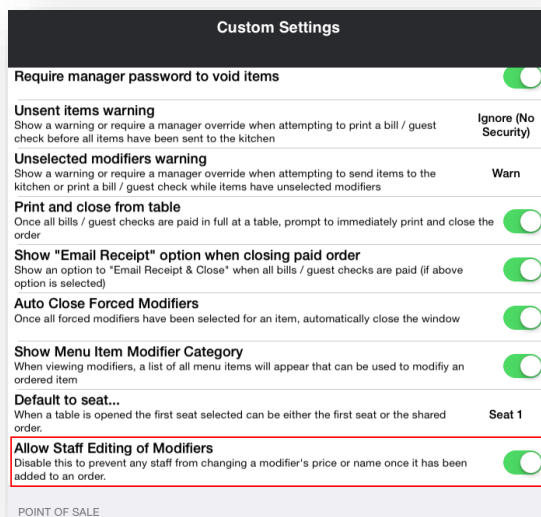 Custom Settings
Require manager password to void items
Unsent items warning
Show a warning or require a manager override when attempting to print a bill / guest
check before all items have been sent to the kitchen
Ignore (No
Security)
Unselected modifiers warning
Show a warning or require a manager override when attempting to send items to the
kitchen or print a bill / guest check while items have unselected modifiers
Warn
Print and close from table
Once all bills / guest checks are paid in full at a table, prompt to immediately print and close the
order
Show "Email Receipt" option when closing paid order
Show an option to "Email Receipt & Close" when all bills / guest checks are paid (if above
option is selected)
Auto Close Forced Modifiers
Once all forced modifiers have been selected for an item, automatically close the window
Show Menu Item Modifier Category
When viewing modifiers, a list of all menu items will appear that can be used to modifiy an
ordered item
Default to seat...
When a table is opened the first seat selected can be either the first seat or the shared
order.
Seat 1
Allow Staff Editing of Modifiers
Disable this to prevent any staff from changing a modifier's price or name once it has been
added to an order.
POINT OF SALE